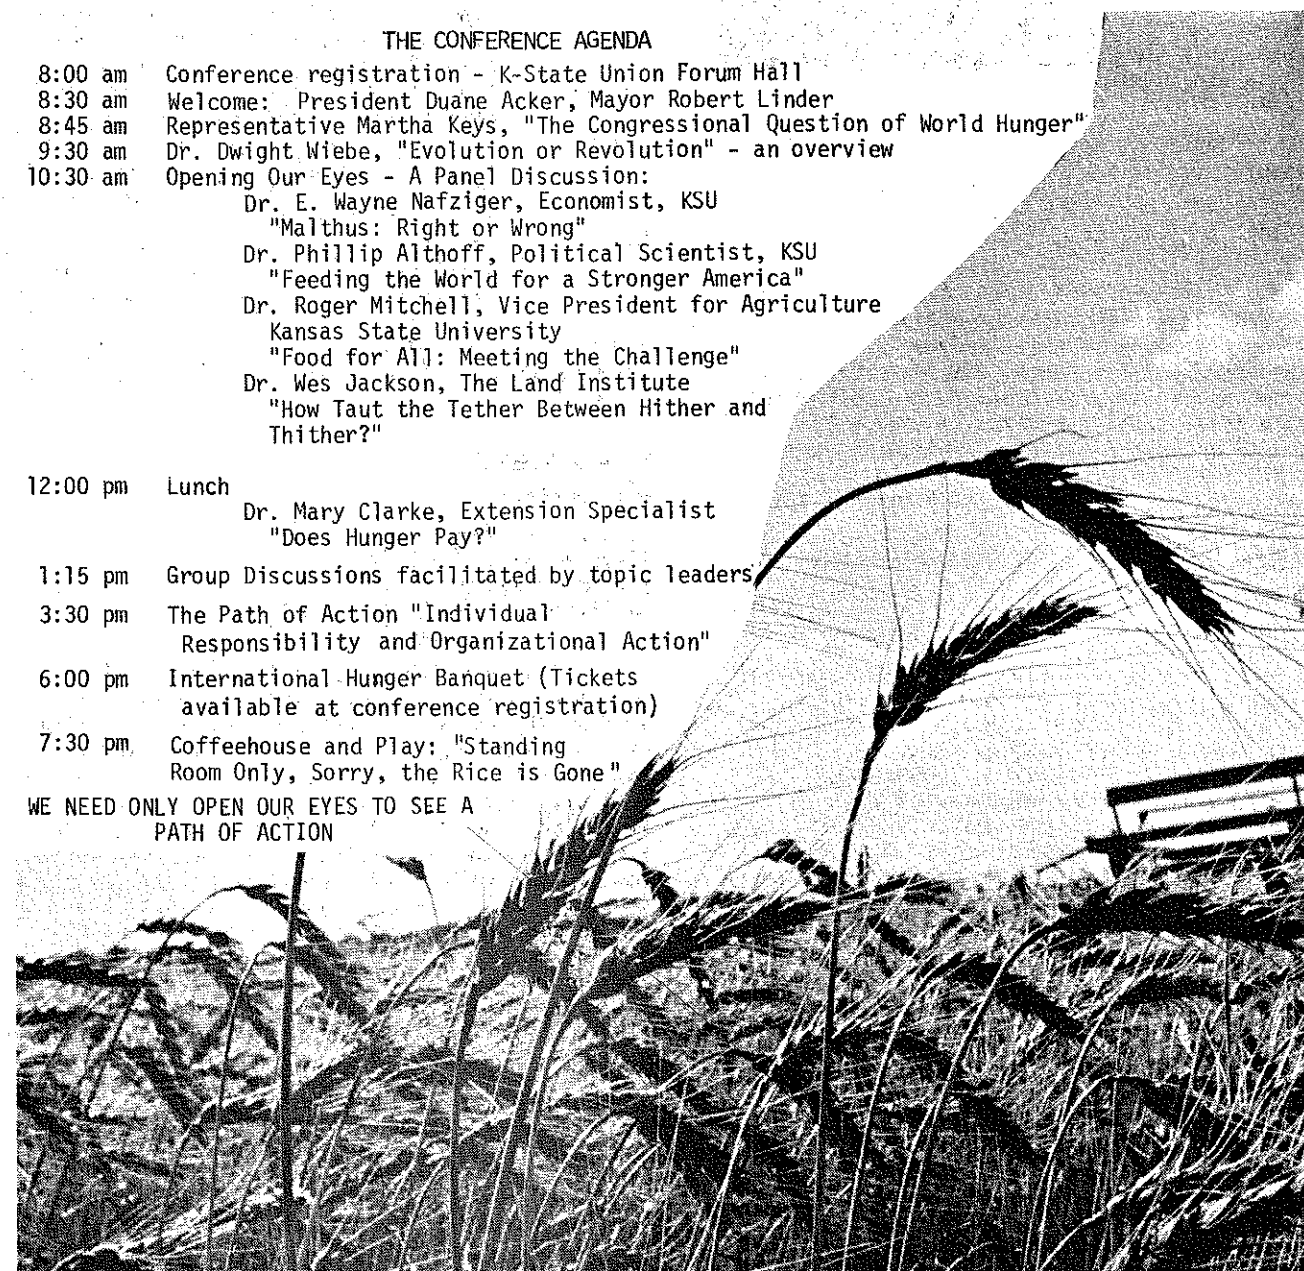 THE CONFERENCE AGENDA
8:00 am Conference registration - K-State Union Forum Hall
8:30 am Welcome: President Duane Acker, Mayor Robert Linder
8:45 am Representative Martha Keys, "The Congressional Question of World Hunger"
9:30 am Dr. Dwight Wiebe, "Evolution or Revolution" - an overview
10:30 am Opening Our Eyes - A Panel Discussion:
Dr. E. Wayne Nafziger, Economist, KSU
"Malthus: Right or Wrong"
Dr. Phillip Althoff, Political Scientist, KSU
"Feeding the World for a Stronger America"
Dr. Roger Mitchell, Vice President for Agriculture
Kansas State University
"Food for All: Meeting the Challenge"
Dr. Wes Jackson, The Land Institute
"How Taut the Tether Between Hither and
Thither?"
12:00 pm Lunch
Dr. Mary Clarke, Extension Specialist
"Does Hunger Pay?"
1:15 pm Group Discussions facilitated by topic leaders
3:30 pm The Path of Action "Individual
Responsibility and Organizational Action"
6:00 pm International Hunger Banquet (Tickets
available at conference registration)
7:30 pm Coffeehouse and Play: "Standing
Room Only, Sorry, the Rice is Gone"
WE NEED ONLY OPEN OUR EYES TO SEE A
PATH OF ACTION